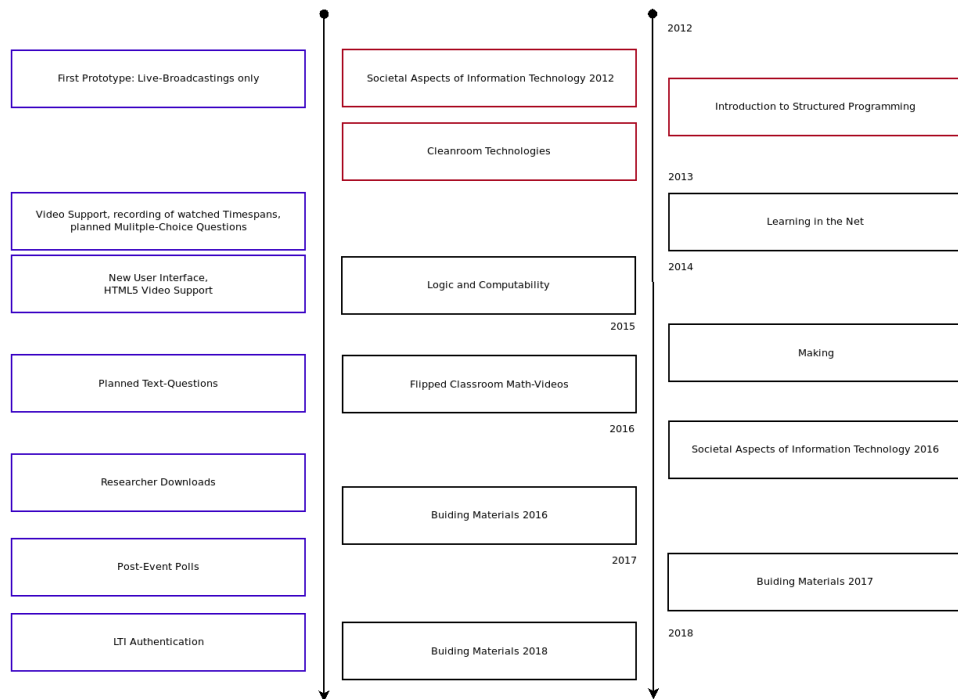 2012
First Prototype: Live-Broadcastings only
Societal Aspects of Information Technology 2012
Introduction to Structured Programming
Cleanroom Technologies
2013
Video Support, recording of watched Timespans,
planned Mulitple-Choice Questions
Learning in the Net
2014
New User Interface,
HTML5 Video Support
Logic and Computability
2015
Making
Planned Text-Questions
Flipped Classroom Math-Videos
2016
Societal Aspects of Information Technology 2016
Researcher Downloads
Buiding Materials 2016
2017
Post-Event Polls
Buiding Materials 2017
2018
LTI Authentication
Buiding Materials 2018